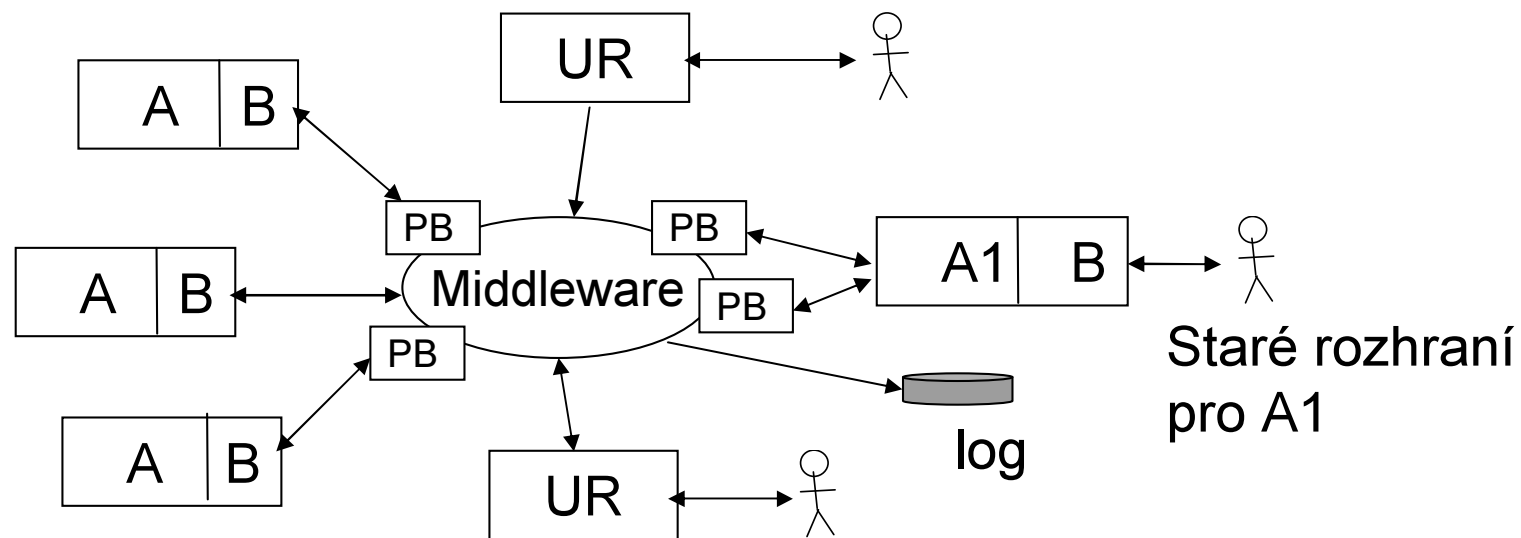 UR
A B
PB
PB
A1 B
A B
Middleware
PB
PB
Staré rozhraní
pro A1
A B
log
UR